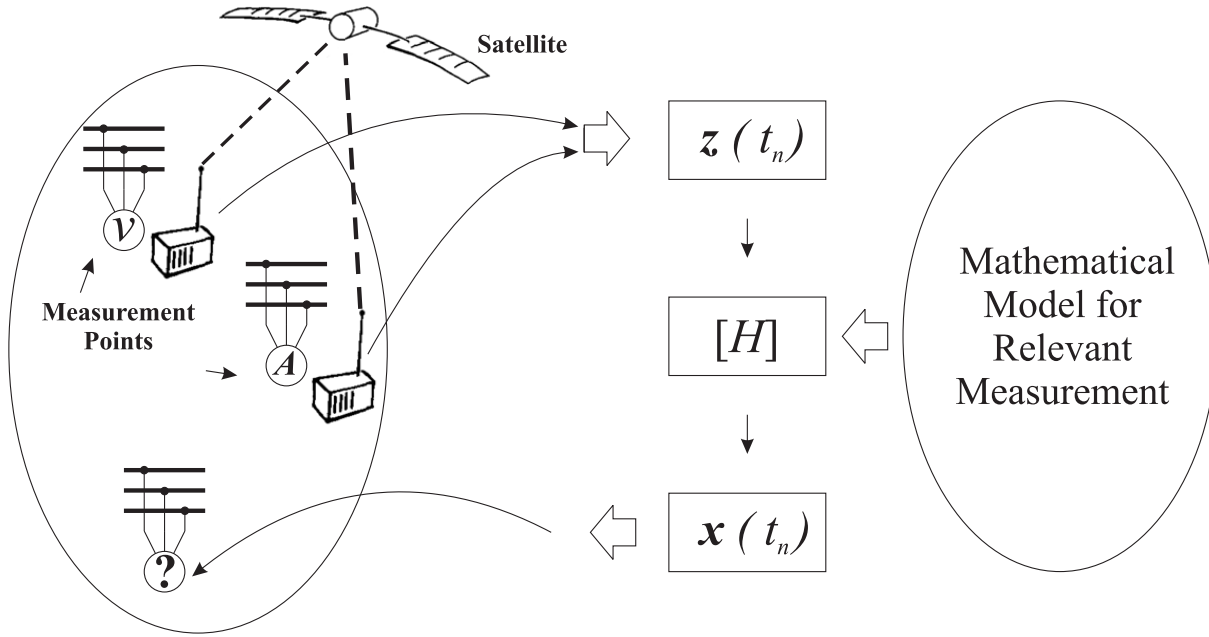 Satellite
V
Measurement
Points
A
?
z ( tn )
[H]
x ( tn )
Mathematical
Model for
Relevant
Measurement